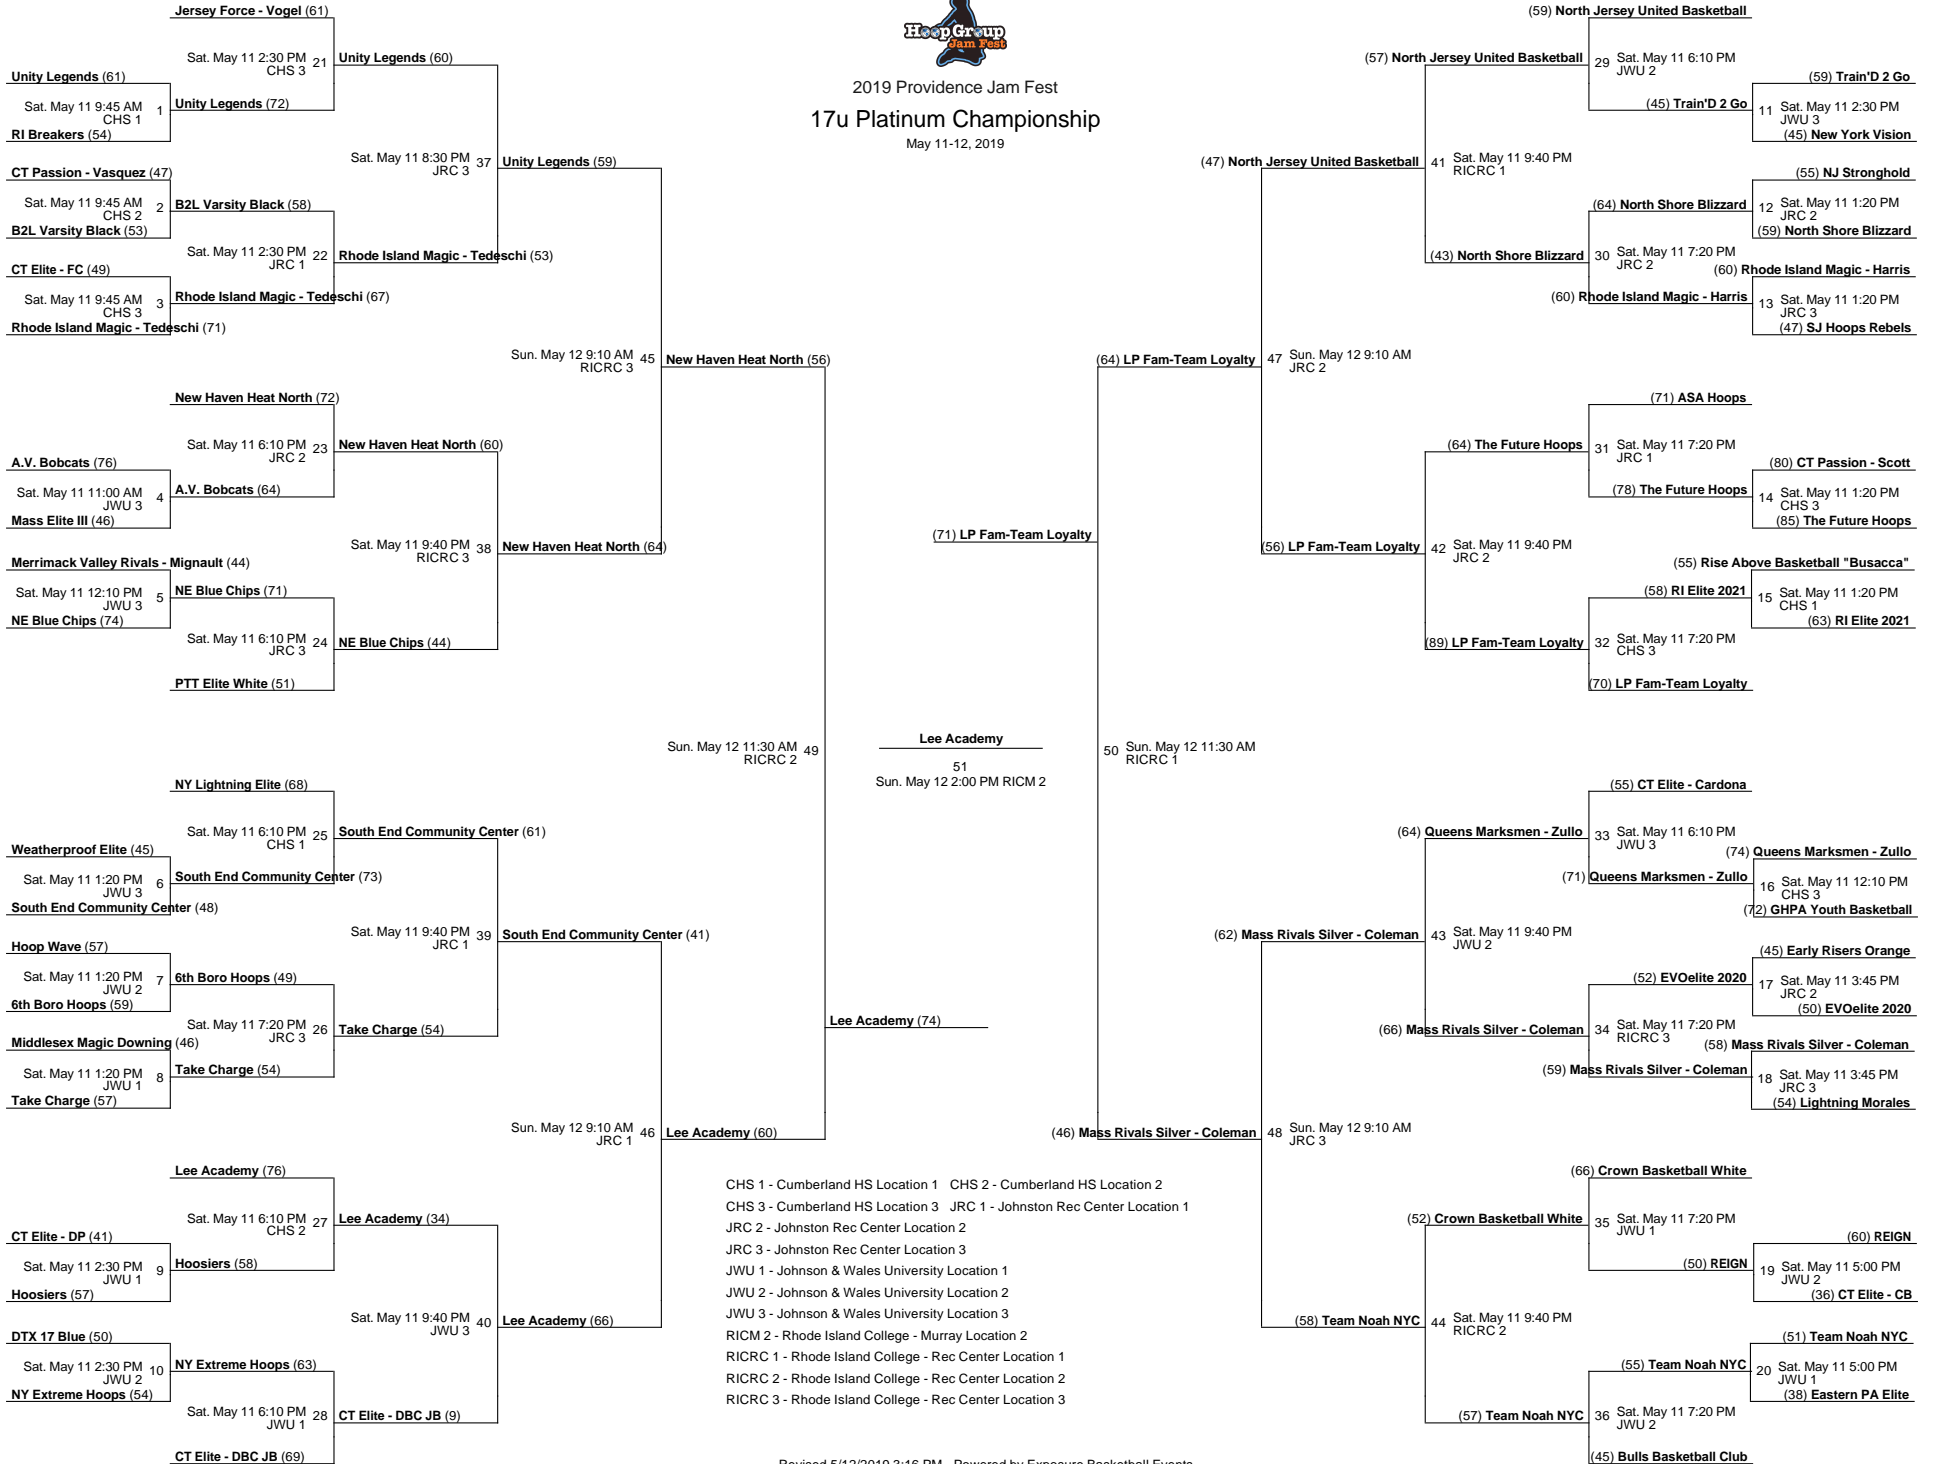 HoopGroup
Jam Fest
2019 Providence Jam Fest
17u Platinum Championship
May 11-12, 2019
Jersey Force - Vogel (61)
Sat. May 11 2:30 PM 21
CHS 3
Unity Legends (60)
Unity Legends (61)
Sat. May 11 9:45 AM 1
CHS 1
Unity Legends (72)
RI Breakers (54)
Sat. May 11 8:30 PM 37
JRC 3
Unity Legends (59)
CT Passion - Vasquez (47)
Sat. May 11 9:45 AM 2
CHS 2
B2L Varsity Black (58)
B2L Varsity Black (53)
Sat. May 11 2:30 PM 22
JRC 1
Rhode Island Magic - Tedeschi (53)
CT Elite - FC (49)
Sat. May 11 9:45 AM 3
CHS 3
Rhode Island Magic - Tedeschi (67)
Rhode Island Magic - Tedeschi (71)
Sun. May 12 9:10 AM 45
RICRC 3
New Haven Heat North (56)
New Haven Heat North (72)
Sat. May 11 6:10 PM 23
JRC 2
New Haven Heat North (60)
A.V. Bobcats (76)
Sat. May 11 11:00 AM 4
JWU 3
A.V. Bobcats (64)
Mass Elite III (46)
Sat. May 11 9:40 PM 38
RICRC 3
New Haven Heat North (64)
Merrimack Valley Rivals - Mignault (44)
Sat. May 11 12:10 PM 5
JWU 3
NE Blue Chips (71)
NE Blue Chips (74)
Sat. May 11 6:10 PM 24
JRC 3
NE Blue Chips (44)
PTT Elite White (51)
Sun. May 12 11:30 AM 49
RICRC 2
NY Lightning Elite (68)
Sat. May 11 6:10 PM 25
CHS 1
South End Community Center (61)
Weatherproof Elite (45)
Sat. May 11 1:20 PM 6
JWU 3
South End Community Center (73)
South End Community Center (48)
Sat. May 11 9:40 PM 39
JRC 1
South End Community Center (41)
Hoop Wave (57)
Sat. May 11 1:20 PM 7
JWU 2
6th Boro Hoops (49)
6th Boro Hoops (59)
Sat. May 11 7:20 PM 26
JRC 3
Take Charge (54)
Middlesex Magic Downing (46)
Sat. May 11 1:20 PM 8
JWU 1
Take Charge (54)
Take Charge (57)
Lee Academy (74)
Sun. May 12 9:10 AM 46
JRC 1
Lee Academy (60)
Lee Academy (76)
Sat. May 11 6:10 PM 27
CHS 2
Lee Academy (34)
CT Elite - DP (41)
Sat. May 11 2:30 PM 9
JWU 1
Hoosiers (58)
Hoosiers (57)
Sat. May 11 9:40 PM 40
JWU 3
Lee Academy (66)
DTX 17 Blue (50)
Sat. May 11 2:30 PM 10
JWU 2
NY Extreme Hoops (63)
NY Extreme Hoops (54)
Sat. May 11 6:10 PM 28
JWU 1
CT Elite - DBC JB (9)
CT Elite - DBC JB (69)
Lee Academy
51
Sun. May 12 2:00 PM RICM 2
(71) LP Fam-Team Loyalty
(59) North Jersey United Basketball
(57) North Jersey United Basketball
29 Sat. May 11 6:10 PM
JWU 2
(59) Train'D 2 Go
(45) Train'D 2 Go
11 Sat. May 11 2:30 PM
JWU 3
(45) New York Vision
(47) North Jersey United Basketball
41 Sat. May 11 9:40 PM
RICRC 1
(55) NJ Stronghold
(64) North Shore Blizzard
12 Sat. May 11 1:20 PM
JRC 2
(59) North Shore Blizzard
(43) North Shore Blizzard
30 Sat. May 11 7:20 PM
JRC 2
(60) Rhode Island Magic - Harris
(60) Rhode Island Magic - Harris
13 Sat. May 11 1:20 PM
JRC 3
(47) SJ Hoops Rebels
(64) LP Fam-Team Loyalty
47 Sun. May 12 9:10 AM
JRC 2
(71) ASA Hoops
(64) The Future Hoops
31 Sat. May 11 7:20 PM
JRC 1
(80) CT Passion - Scott
(78) The Future Hoops
14 Sat. May 11 1:20 PM
CHS 3
(85) The Future Hoops
(56) LP Fam-Team Loyalty
42 Sat. May 11 9:40 PM
JRC 2
(55) Rise Above Basketball "Busacca"
(58) RI Elite 2021
15 Sat. May 11 1:20 PM
CHS 1
(63) RI Elite 2021
(89) LP Fam-Team Loyalty
32 Sat. May 11 7:20 PM
CHS 3
(70) LP Fam-Team Loyalty
50 Sun. May 12 11:30 AM
RICRC 1
(55) CT Elite - Cardona
(64) Queens Marksmen - Zullo
33 Sat. May 11 6:10 PM
JWU 3
(74) Queens Marksmen - Zullo
(71) Queens Marksmen - Zullo
16 Sat. May 11 12:10 PM
CHS 3
(72) GHPA Youth Basketball
(62) Mass Rivals Silver - Coleman
43 Sat. May 11 9:40 PM
JWU 2
(45) Early Risers Orange
(52) EVOelite 2020
17 Sat. May 11 3:45 PM
JRC 2
(50) EVOelite 2020
(66) Mass Rivals Silver - Coleman
34 Sat. May 11 7:20 PM
RICRC 3
(58) Mass Rivals Silver - Coleman
(59) Mass Rivals Silver - Coleman
18 Sat. May 11 3:45 PM
JRC 3
(54) Lightning Morales
(46) Mass Rivals Silver - Coleman
48 Sun. May 12 9:10 AM
JRC 3
(66) Crown Basketball White
(52) Crown Basketball White
35 Sat. May 11 7:20 PM
JWU 1
(60) REIGN
(50) REIGN
19 Sat. May 11 5:00 PM
JWU 2
(36) CT Elite - CB
(58) Team Noah NYC
44 Sat. May 11 9:40 PM
RICRC 2
(51) Team Noah NYC
(55) Team Noah NYC
20 Sat. May 11 5:00 PM
JWU 1
(38) Eastern PA Elite
(57) Team Noah NYC
36 Sat. May 11 7:20 PM
JWU 2
(45) Bulls Basketball Club
CHS 1 - Cumberland HS Location 1 CHS 2 - Cumberland HS Location 2
CHS 3 - Cumberland HS Location 3 JRC 1 - Johnston Rec Center Location 1
JRC 2 - Johnston Rec Center Location 2
JRC 3 - Johnston Rec Center Location 3
JWU 1 - Johnson & Wales University Location 1
JWU 2 - Johnson & Wales University Location 2
JWU 3 - Johnson & Wales University Location 3
RICM 2 - Rhode Island College - Murray Location 2
RICRC 1 - Rhode Island College - Rec Center Location 1
RICRC 2 - Rhode Island College - Rec Center Location 2
RICRC 3 - Rhode Island College - Rec Center Location 3
Revised 5/12/2019 3:16 PM - Powered by Exposure Basketball Events